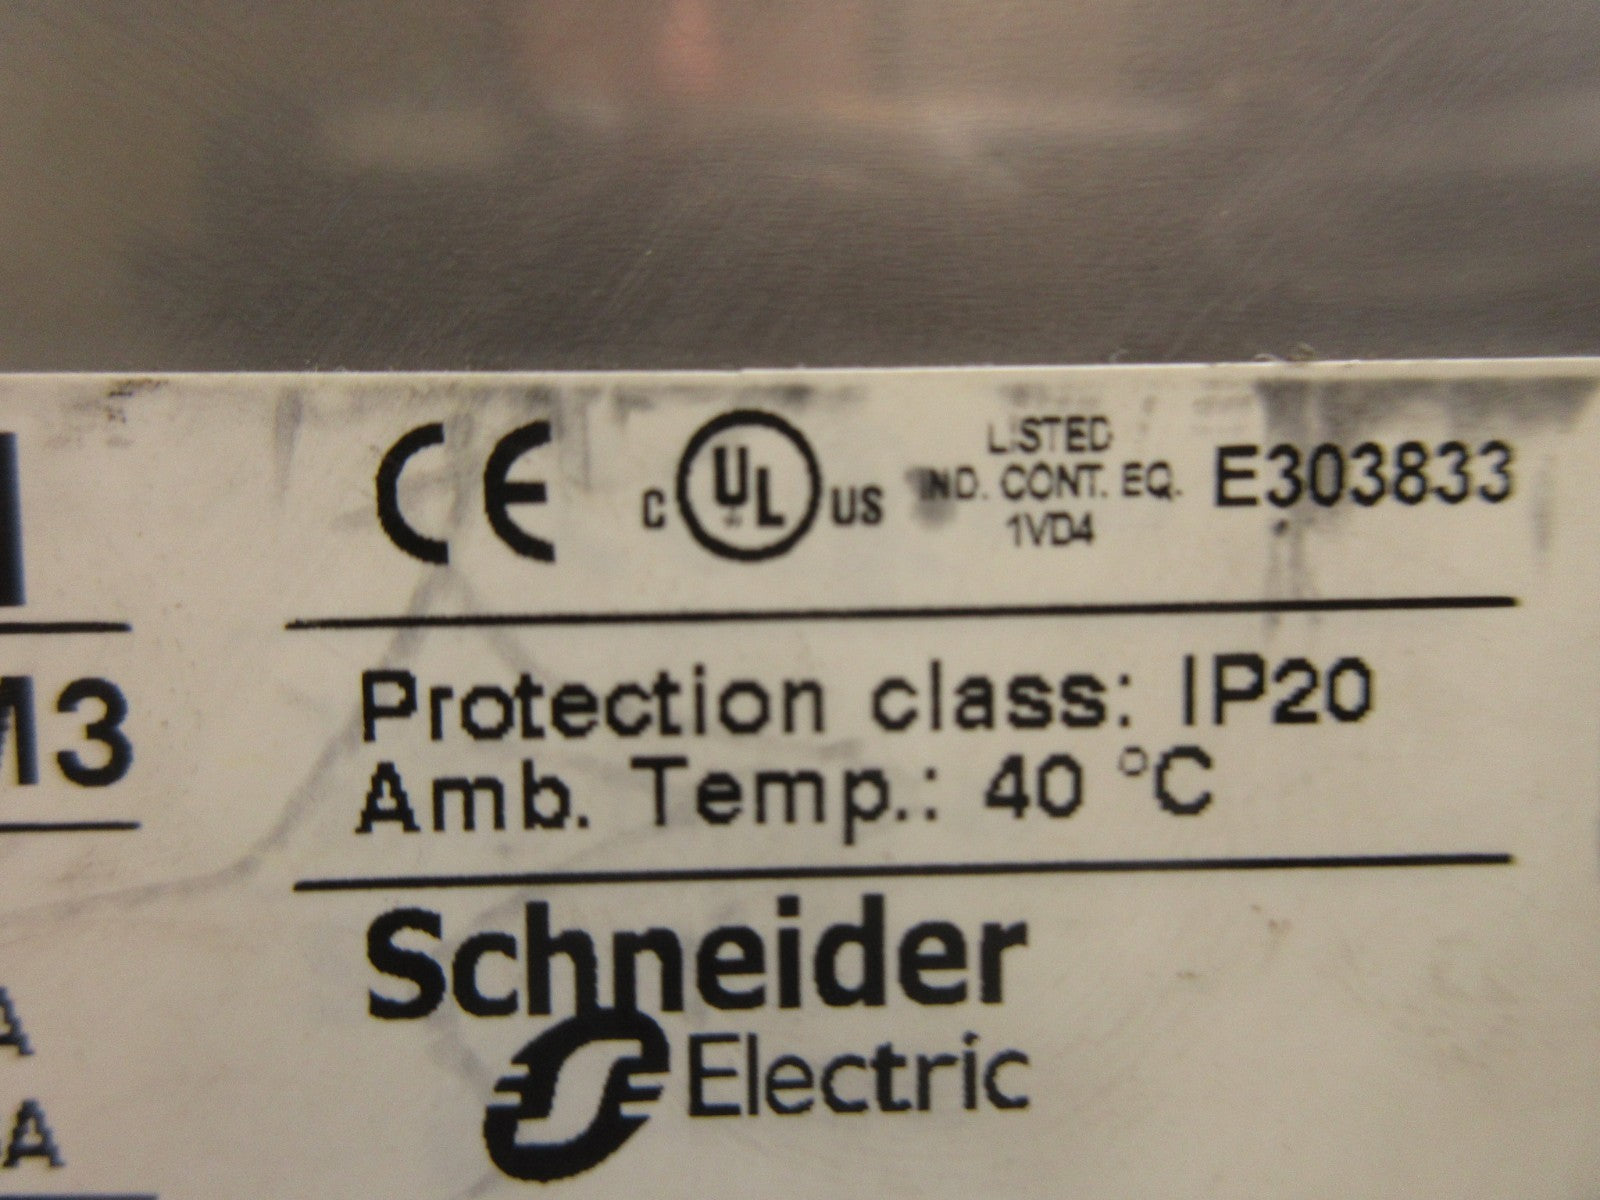 CE C UL US LISTED IND. CONT. EQ. 1VD4 E303833
M3
Protection class: IP20
Amb. Temp.: 40 °C
Schneider
Electric
A
A